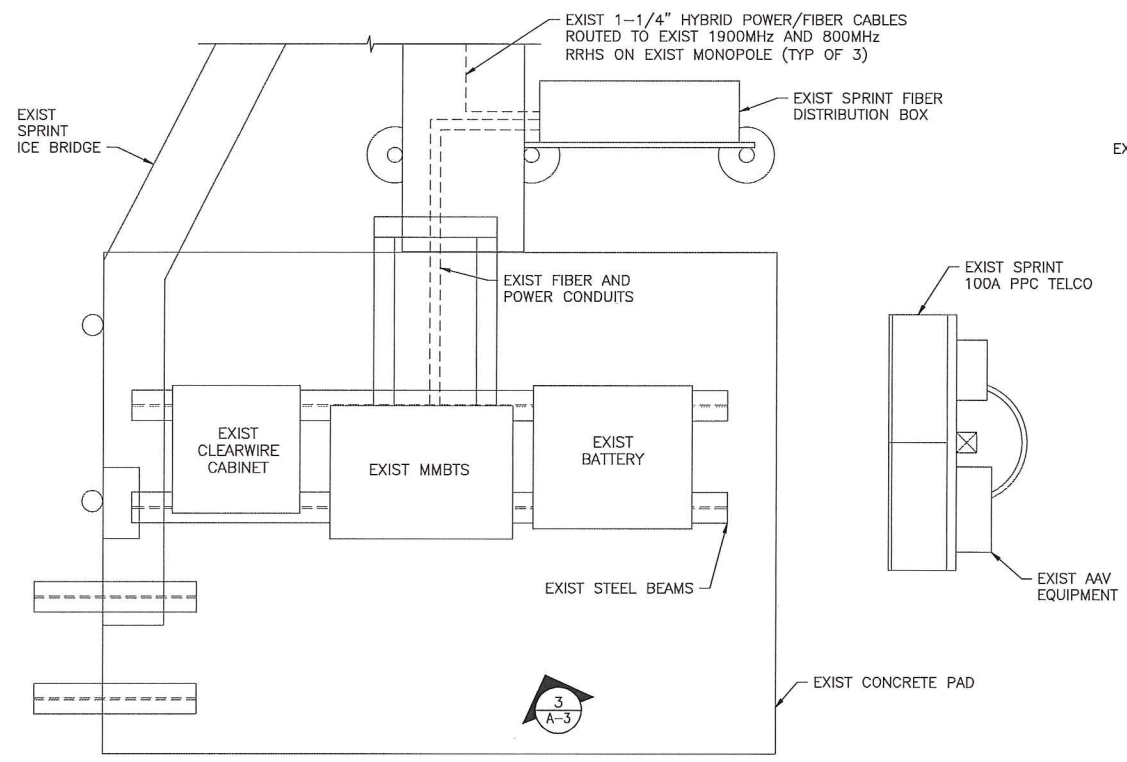 EXIST 1-1/4" HYBRID POWER/FIBER CABLES
ROUTED TO EXIST 1900MHz AND 800MHz
RRHS ON EXIST MONOPOLE (TYP OF 3)
EXIST SPRINT FIBER
DISTRIBUTION BOX
EXIST
SPRINT
ICE BRIDGE
EX
EXIST FIBER AND
POWER CONDUITS
EXIST SPRINT
100A PPC TELCO
EXIST
CLEARWIRE
CABINET
EXIST MMBTS
EXIST
BATTERY
EXIST STEEL BEAMS
EXIST AAV
EQUIPMENT
EXIST CONCRETE PAD
3
A-3